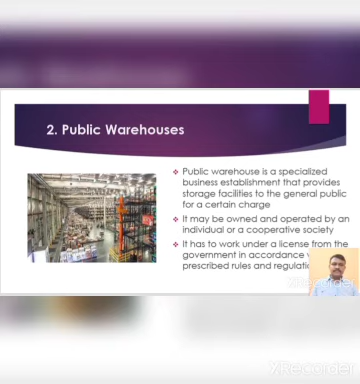 2. Public Warehouses
Public warehouse is a specialized
business establishment that provides
storage facilities to the general public
for a certain charge
It may be owned and operated by an
individual or a cooperative society
It has to work under a license from the
government in accordance
prescribed rules and
XRecorder
XRecorder